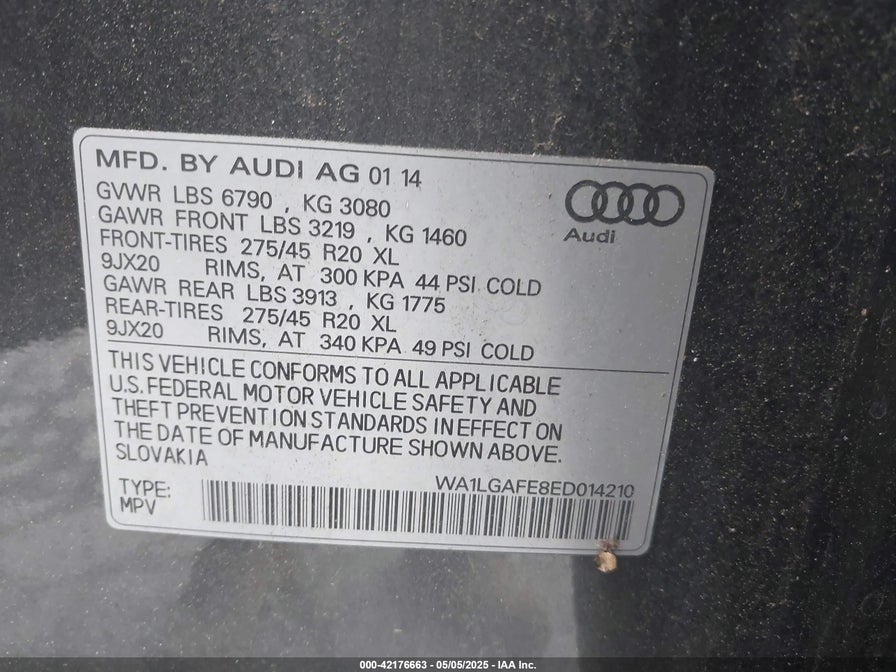 MFD. BY AUDI AG 01 14
GVWR LBS 6790 , KG 3080
GAWR FRONT LBS 3219 , KG 1460
FRONT-TIRES 275/45 R20 XL
9JX20 RIMS, AT 300 KPA 44 PSI COLD
GAWR REAR LBS 3913 , KG 1775
REAR-TIRES 275/45 R20 XL
9JX20 RIMS, AT 340 KPA 49 PSI COLD
Audi
THIS VEHICLE CONFORMS TO ALL APPLICABLE
U.S. FEDERAL MOTOR VEHICLE SAFETY AND
THEFT PREVENTION STANDARDS IN EFFECT ON
THE DATE OF MANUFACTURE SHOWN ABOVE.
SLOVAKIA
WA1LGAFE8ED014210
TYPE:
MPV
000-42176663 - 05/05/2025 - IAA Inc.